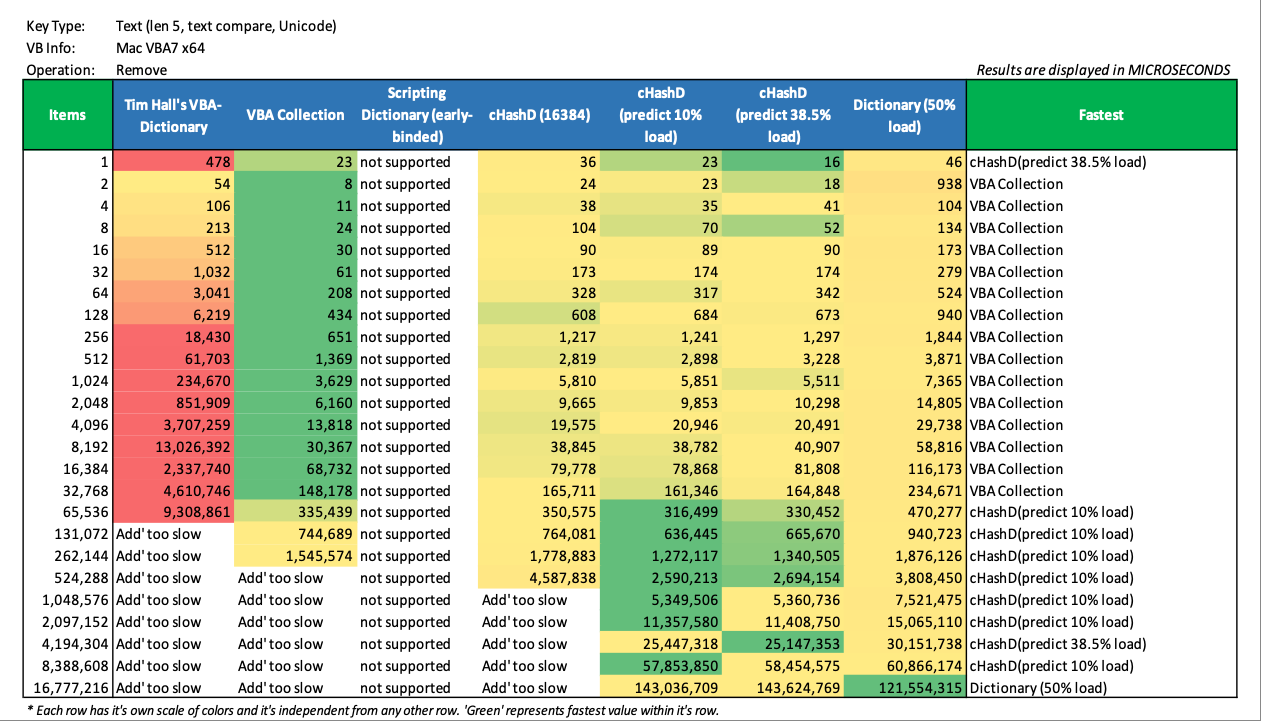 Key Type: Text (len 5, text compare, Unicode)
VB Info: Mac VBA7 x64
Operation: Remove Results are displayed in MICROSECONDS
Items Tim Hall's VBA-Dictionary VBA Collection Scripting Dictionary (early-binded) cHashD (16384) cHashD (predict 10% load) cHashD (predict 38.5% load) Dictionary (50% load) Fastest
1 478 23 not supported 36 23 16 46 cHashD(predict 38.5% load)
2 54 8 not supported 24 23 18 938 VBA Collection
4 106 11 not supported 38 35 41 104 VBA Collection
8 213 24 not supported 104 70 52 134 VBA Collection
16 512 30 not supported 90 89 90 173 VBA Collection
32 1,032 61 not supported 173 174 174 279 VBA Collection
64 3,041 208 not supported 328 317 342 524 VBA Collection
128 6,219 434 not supported 608 684 673 940 VBA Collection
256 18,430 651 not supported 1,217 1,241 1,297 1,844 VBA Collection
512 61,703 1,369 not supported 2,819 2,898 3,228 3,871 VBA Collection
1,024 234,670 3,629 not supported 5,810 5,851 5,511 7,365 VBA Collection
2,048 851,909 6,160 not supported 9,665 9,853 10,298 14,805 VBA Collection
4,096 3,707,259 13,818 not supported 19,575 20,946 20,491 29,738 VBA Collection
8,192 13,026,392 30,367 not supported 38,845 38,782 40,907 58,816 VBA Collection
16,384 2,337,740 68,732 not supported 79,778 78,868 81,808 116,173 VBA Collection
32,768 4,610,746 148,178 not supported 165,711 161,346 164,848 234,671 VBA Collection
65,536 9,308,861 335,439 not supported 350,575 316,499 330,452 470,277 cHashD(predict 10% load)
131,072 Add' too slow 744,689 not supported 764,081 636,445 665,670 940,723 cHashD(predict 10% load)
262,144 Add' too slow 1,545,574 not supported 1,778,883 1,272,117 1,340,505 1,876,126 cHashD(predict 10% load)
524,288 Add' too slow Add' too slow not supported 4,587,838 2,590,213 2,694,154 3,808,450 cHashD(predict 10% load)
1,048,576 Add' too slow Add' too slow not supported Add' too slow 5,349,506 5,360,736 7,521,475 cHashD(predict 10% load)
2,097,152 Add' too slow Add' too slow not supported Add' too slow 11,357,580 11,408,750 15,065,110 cHashD(predict 10% load)
4,194,304 Add' too slow Add' too slow not supported Add' too slow 25,447,318 25,147,353 30,151,738 cHashD(predict 38.5% load)
8,388,608 Add' too slow Add' too slow not supported Add' too slow 57,853,850 58,454,575 60,866,174 cHashD(predict 10% load)
16,777,216 Add' too slow Add' too slow not supported Add' too slow 143,036,709 143,624,769 121,554,315 Dictionary (50% load)
* Each row has it's own scale of colors and it's independent from any other row. 'Green' represents fastest value within it's row.